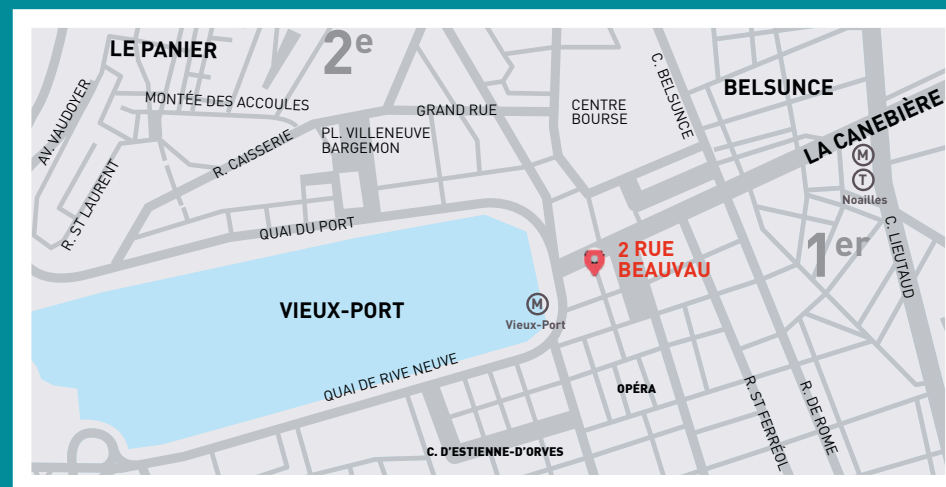 LE PANIER
2e
C. BELSUNCE
BELSUNCE
AV. VAUDOYER
MONTÉE DES ACCOULES
GRAND RUE
CENTRE
BOURSE
LA CANEBIÈRE
R. CAISSERIE
PL. VILLENEUVE
BARGEMON
M
T
Noailles
R. ST LAURENT
QUAI DU PORT
1er
C. LIEUTAUD
2 RUE
BEAUVAU
VIEUX-PORT
M
Vieux-Port
QUAI DE RIVE NEUVE
OPÉRA
R. ST FERRÉOL
R. DE ROME
C. D'ESTIENNE-D'ORVES